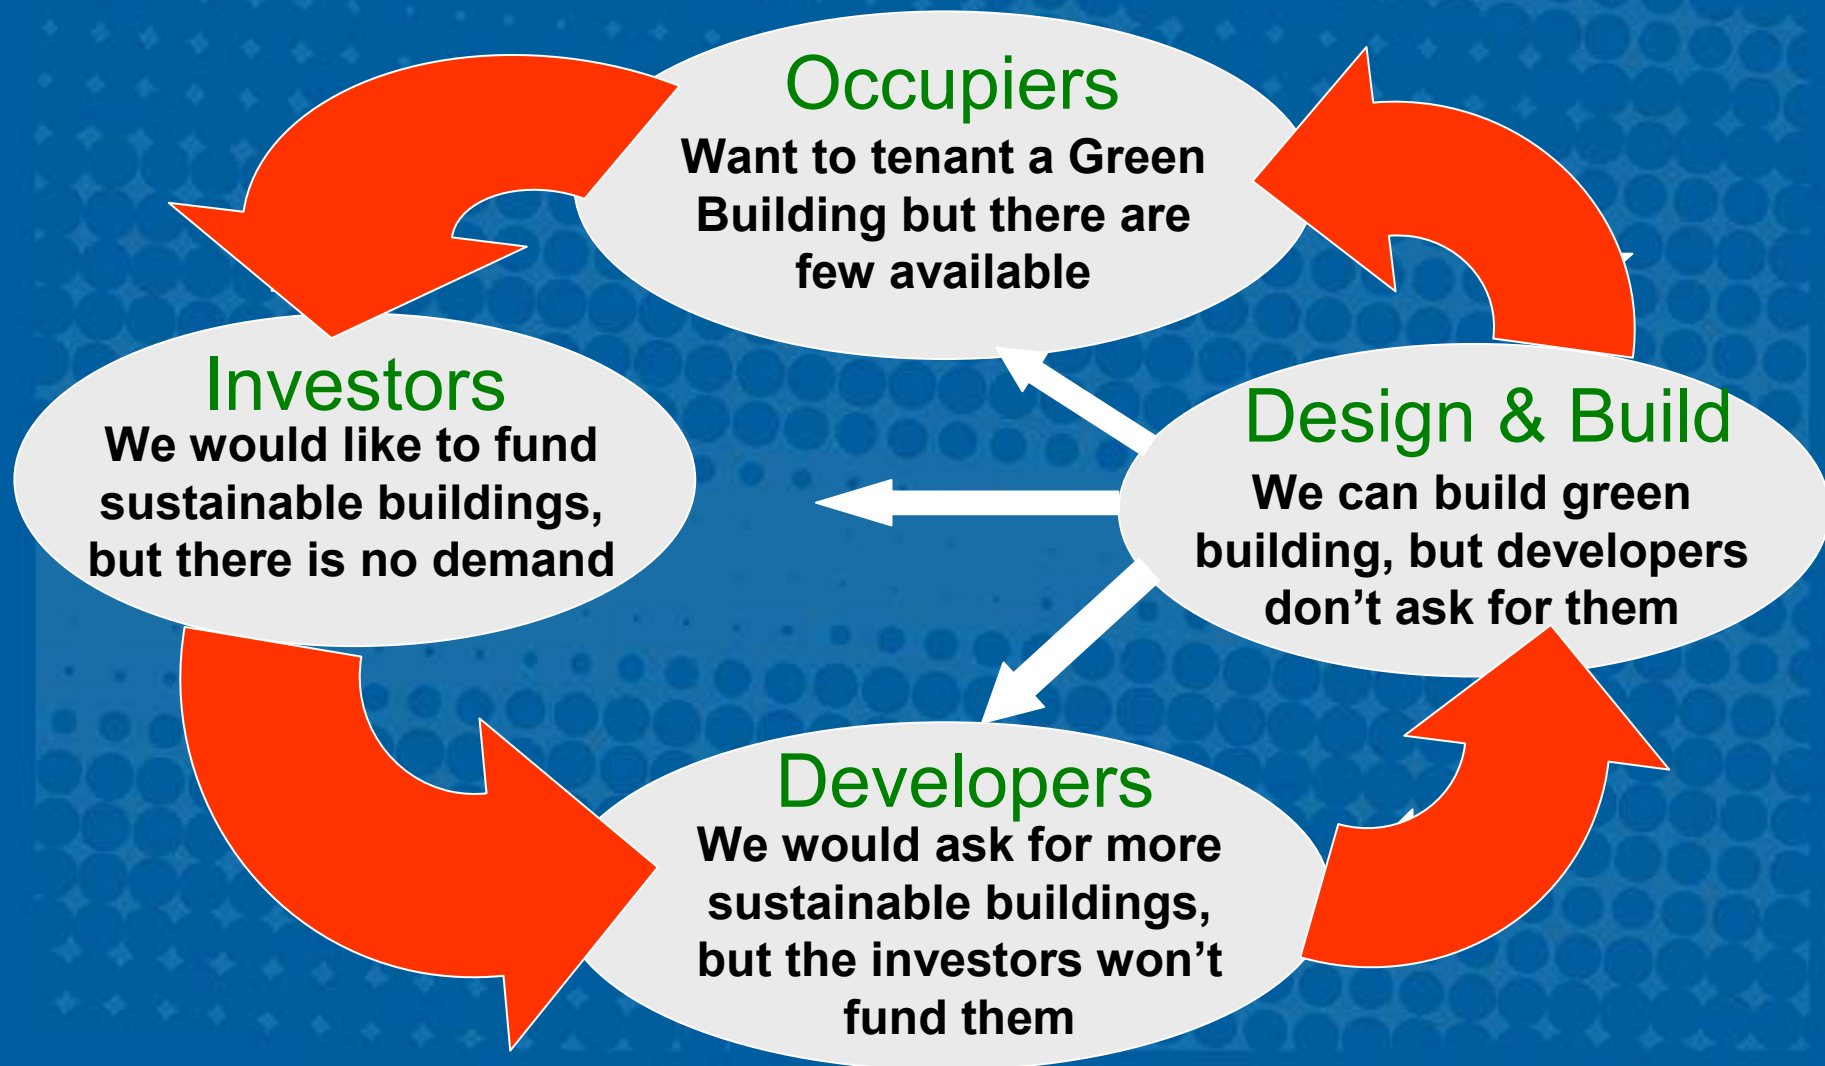 Occupiers
Want to tenant a Green
Building but there are
few available
Investors
We would like to fund
sustainable buildings,
but there is no demand
Design & Build
We can build green
building, but developers
don’t ask for them
Developers
We would ask for more
sustainable buildings,
but the investors won’t
fund them